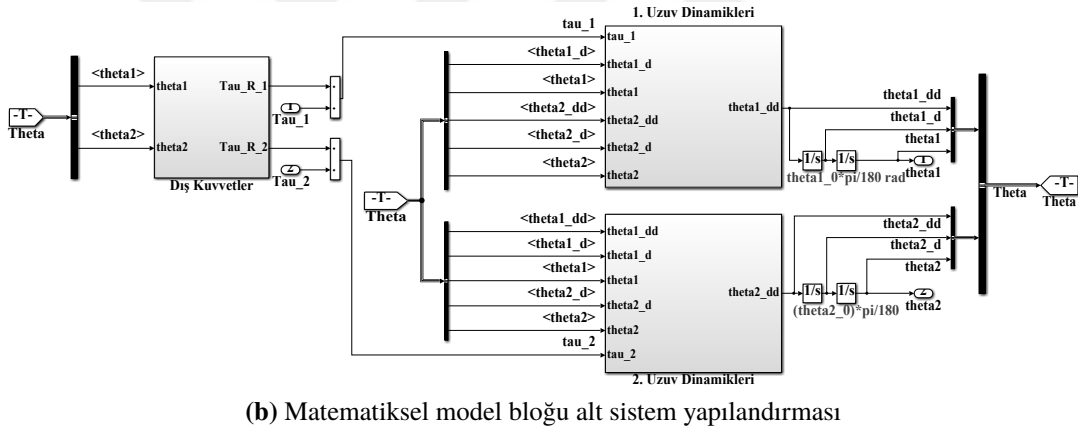 1. Uzuv Dinamikleri
tau_1
tau_1
<theta1_d>
theta1_d
<theta1>
theta1
<theta2_dd>
theta2_dd
<theta2_d>
theta2_d
<theta2>
theta2
theta1_dd
<theta1>
theta1
Tau_R_1
<theta2>
theta2
Tau_R_2
Dış Kuvvetler
-T-
Theta
1
Tau_1
2
Tau_2
-T-
Theta
theta1_dd
theta1_d
theta1
1/s
1/s
1
theta1_0*pi/180 rad
theta1
<theta1_dd>
theta1_dd
<theta1_d>
theta1_d
<theta1>
theta1
<theta2_d>
theta2_d
<theta2>
theta2
tau_2
tau_2
theta2_dd
2. Uzuv Dinamikleri
theta2_dd
theta2_d
theta2
1/s
1/s
2
(theta2_0)*pi/180
theta2
Theta
-T-
Theta
(b) Matematiksel model bloğu alt sistem yapılandırması